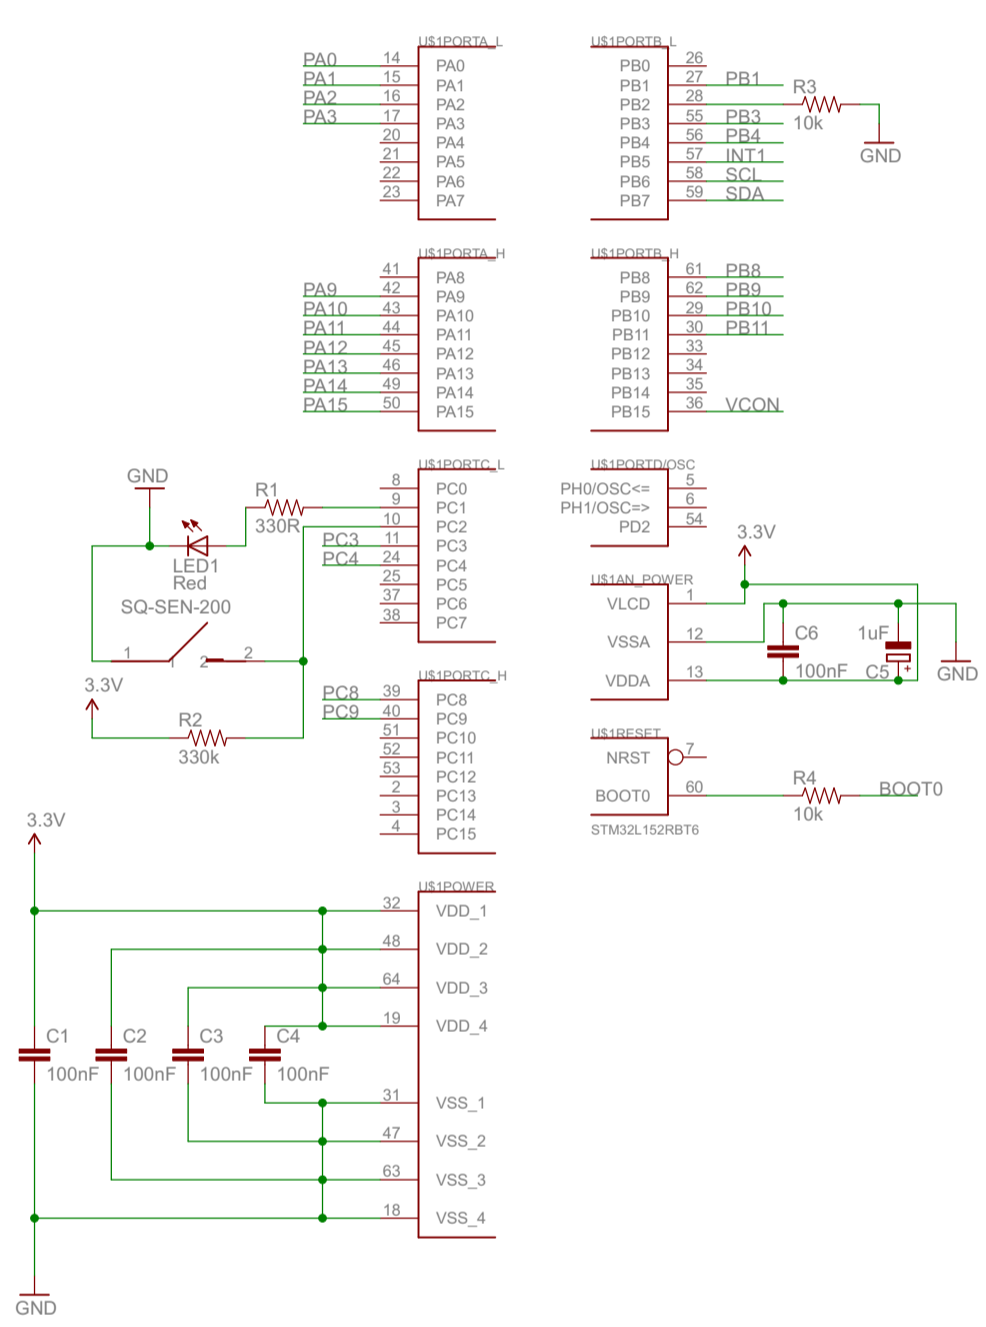 U$1PORTA_L
PA0 14 PA0
PA1 15 PA1
PA2 16 PA2
PA3 17 PA3
20 PA4
21 PA5
22 PA6
23 PA7
U$1PORTB_L
PB0 26
PB1 27 PB1
PB2 28
R3
10k
GND
PB3 55 PB3
PB4 56 PB4
PB5 57 INT1
PB6 58 SCL
PB7 59 SDA
U$1PORTA_H
41 PA8
PA9 42 PA9
PA10 43 PA10
PA11 44 PA11
PA12 45 PA12
PA13 46 PA13
PA14 49 PA14
PA15 50 PA15
U$1PORTB_H
PB8 61 PB8
PB9 62 PB9
PB10 29 PB10
PB11 30 PB11
PB12 33
PB13 34
PB14 35
PB15 36 VCON
GND
R1
330R
LED1
Red
SQ-SEN-200
1 1 2 2
3.3V
R2
330k
U$1PORTC_L
8 PC0
9 PC1
10 PC2
PC3 11 PC3
PC4 24 PC4
25 PC5
37 PC6
38 PC7
U$1PORTD/OSC
PH0/OSC<= 5
PH1/OSC=> 6
PD2 54
3.3V
U$1AN_POWER
VLCD 1
VSSA 12
VDDA 13
C6
100nF
1uF
C5 +
GND
U$1PORTC_H
PC8 39 PC8
PC9 40 PC9
51 PC10
52 PC11
53 PC12
2 PC13
3 PC14
4 PC15
U$1RESET
NRST 7
BOOT0 60
R4
10k
BOOT0
STM32L152RBT6
3.3V
U$1POWER
32 VDD_1
48 VDD_2
64 VDD_3
19 VDD_4
C1 C2 C3 C4
100nF 100nF 100nF 100nF
31 VSS_1
47 VSS_2
63 VSS_3
18 VSS_4
GND